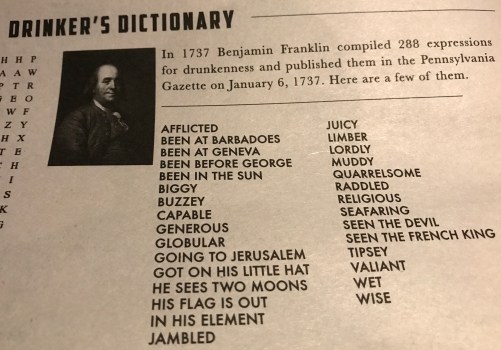 DRINKER'S DICTIONARY
In 1737 Benjamin Franklin compiled 288 expressions
for drunkenness and published them in the Pennsylvania
Gazette on January 6, 1737. Here are a few of them.
H H P
A A W
P T R
E O
W F
Z Y
H X
T E
H
I
S
K
AFFLICTED
BEEN AT BARBADOES
BEEN AT GENEVA
BEEN BEFORE GEORGE
BEEN IN THE SUN
BIGGY
BUZZEY
CAPABLE
GENEROUS
GLOBULAR
GOING TO JERUSALEM
GOT ON HIS LITTLE HAT
HE SEES TWO MOONS
HIS FLAG IS OUT
IN HIS ELEMENT
JAMBLED
JUICY
LIMBER
LORDLY
MUDDY
QUARRELSOME
RADDLED
RELIGIOUS
SEAFARING
SEEN THE DEVIL
SEEN THE FRENCH KING
TIPSEY
VALIANT
WET
WISE